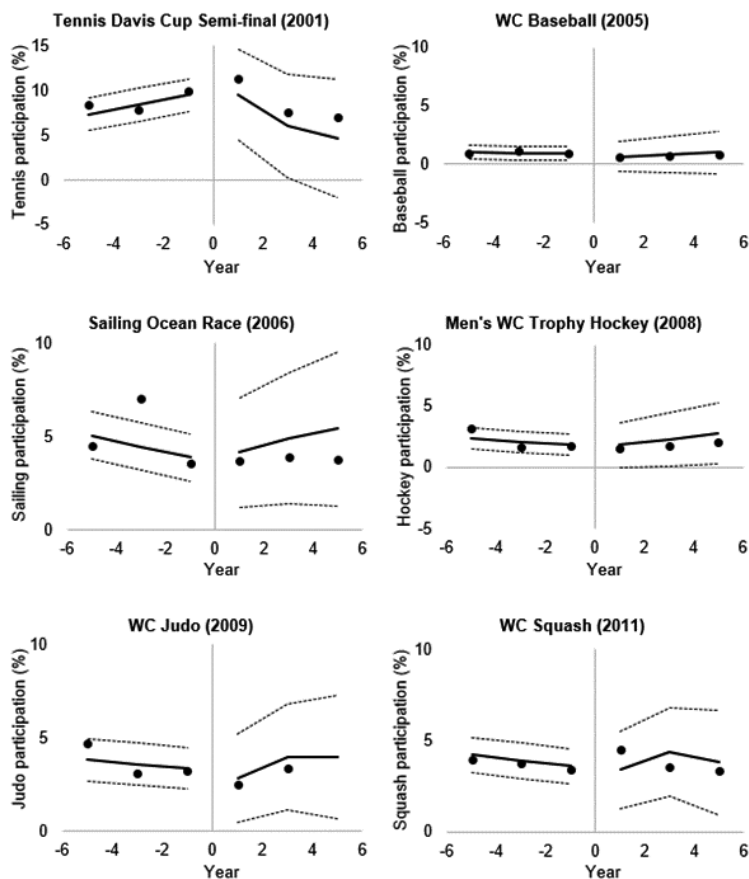 Tennis Davis Cup Semi-final (2001)
Tennis participation (%)
15
10
5
0
-5
-6 -4 -2 0 2 4 6
Year
WC Baseball (2005)
Baseball participation (%)
10
5
0
-5
-6 -4 -2 0 2 4 6
Year
Sailing Ocean Race (2006)
Sailing participation (%)
10
5
0
-6 -4 -2 0 2 4 6
Year
Men's WC Trophy Hockey (2008)
Hockey participation (%)
10
5
0
-5
-6 -4 -2 0 2 4 6
Year
WC Judo (2009)
Judo participation (%)
10
5
0
-6 -4 -2 0 2 4 6
Year
WC Squash (2011)
Squash participation (%)
10
5
0
-6 -4 -2 0 2 4 6
Year